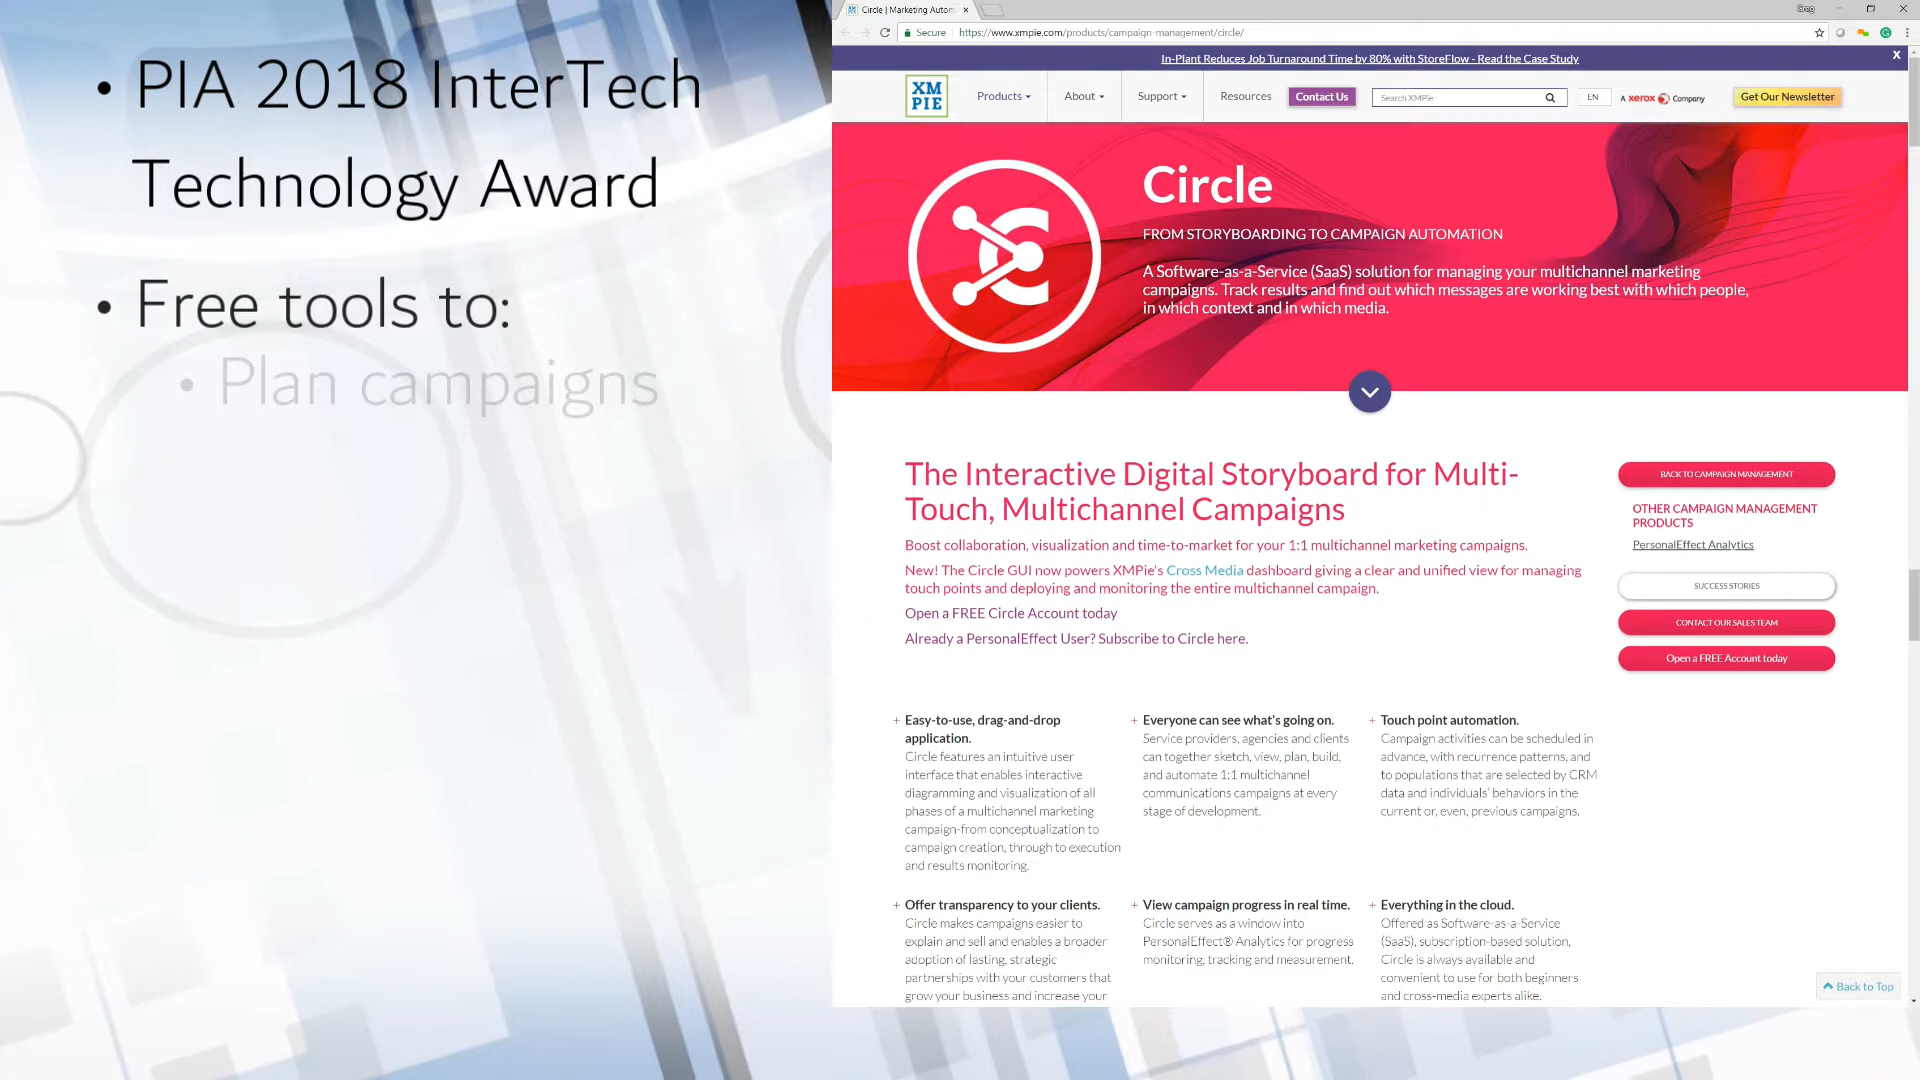 • PIA 2018 InterTech
Technology Award
• Free tools to:
• Plan campaigns
Circle | Marketing Autom
Greg
Secure https://www.xmpie.com/products/campaign-management/circle/
In-Plant Reduces Job Turnaround Time by 80% with StoreFlow - Read the Case Study
X
XM
PIE
Products About Support Resources Contact Us Search XMPie EN A xerox Company Get Our Newsletter
Circle
FROM STORYBOARDING TO CAMPAIGN AUTOMATION
A Software-as-a-Service (SaaS) solution for managing your multichannel marketing
campaigns. Track results and find out which messages are working best with which people,
in which context and in which media.
The Interactive Digital Storyboard for Multi-
Touch, Multichannel Campaigns
Boost collaboration, visualization and time-to-market for your 1:1 multichannel marketing campaigns.
New! The Circle GUI now powers XMPie's Cross Media dashboard giving a clear and unified view for managing
touch points and deploying and monitoring the entire multichannel campaign.
Open a FREE Circle Account today
Already a PersonalEffect User? Subscribe to Circle here.
BACK TO CAMPAIGN MANAGEMENT
OTHER CAMPAIGN MANAGEMENT
PRODUCTS
PersonalEffect Analytics
SUCCESS STORIES
CONTACT OUR SALES TEAM
Open a FREE Account today
+ Easy-to-use, drag-and-drop
application.
Circle features an intuitive user
interface that enables interactive
diagramming and visualization of all
phases of a multichannel marketing
campaign-from conceptualization to
campaign creation, through to execution
and results monitoring.
+ Everyone can see what's going on.
Service providers, agencies and clients
can together sketch, view, plan, build,
and automate 1:1 multichannel
communications campaigns at every
stage of development.
+ Touch point automation.
Campaign activities can be scheduled in
advance, with recurrence patterns, and
to populations that are selected by CRM
data and individuals' behaviors in the
current or, even, previous campaigns.
+ Offer transparency to your clients.
Circle makes campaigns easier to
explain and sell and enables a broader
adoption of lasting, strategic
partnerships with your customers that
grow your business and increase your
+ View campaign progress in real time.
Circle serves as a window into
PersonalEffect® Analytics for progress
monitoring, tracking and measurement.
+ Everything in the cloud.
Offered as Software-as-a-Service
(SaaS), subscription-based solution,
Circle is always available and
convenient to use for both beginners
and cross-media experts alike.
Back to Top